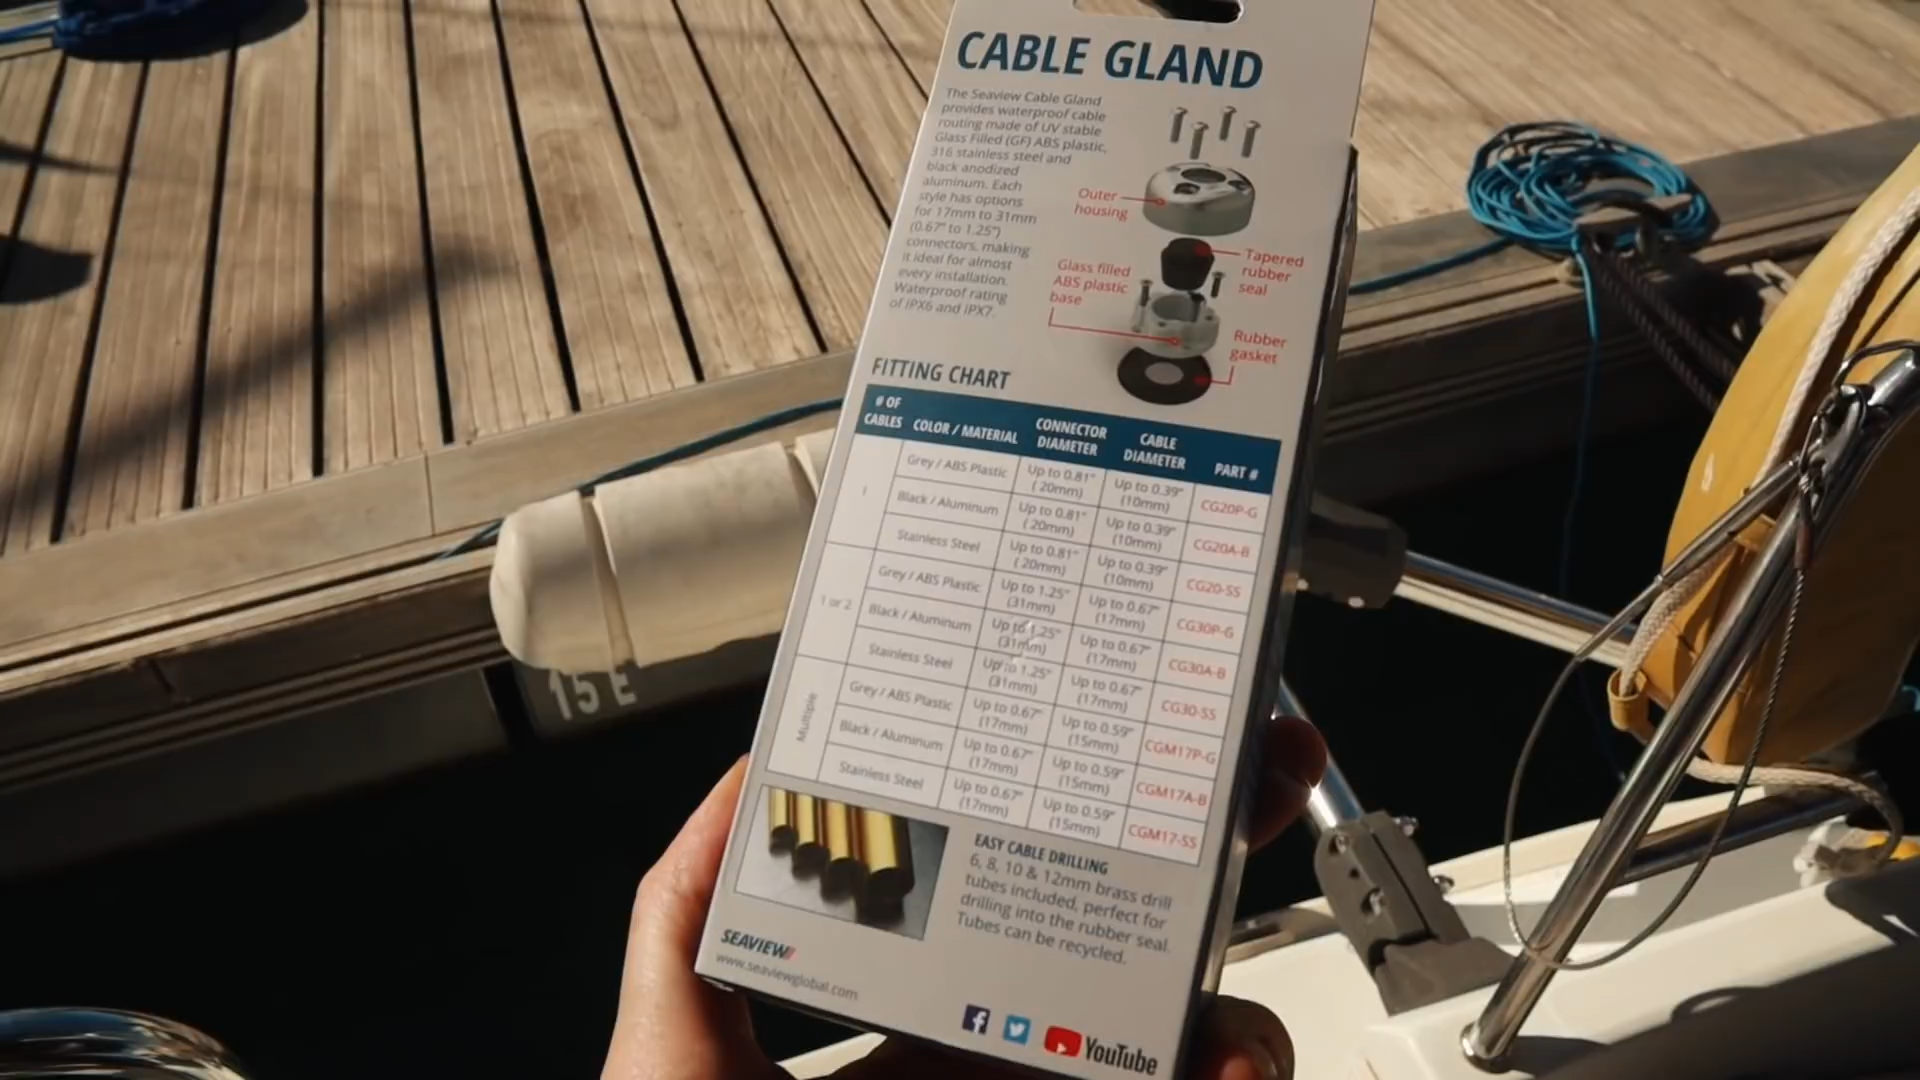 CABLE GLAND
The Seaview Cable Gland
provides waterproof cable
routing made of UV stable
Glass Filled (GF) ABS plastic,
316 stainless steel and
black anodized
aluminum. Each
style has options
for 17mm to 31mm
(0.67" to 1.25")
connectors, making
it ideal for almost
every installation.
Waterproof rating
of IPX6 and IPX7.
Outer
housing
Tapered
rubber
seal
Glass filled
ABS plastic
base
Rubber
gasket
FITTING CHART
# OF
CABLES
COLOR / MATERIAL
CONNECTOR
DIAMETER
CABLE
DIAMETER
PART #
1
Grey / ABS Plastic
Up to 0.81"
( 20mm)
Up to 0.39"
(10mm)
CG20P-G
Black / Aluminum
Up to 0.81"
( 20mm)
Up to 0.39"
(10mm)
CG20A-B
Stainless Steel
Up to 0.81"
( 20mm)
Up to 0.39"
(10mm)
CG20-SS
1 or 2
Grey / ABS Plastic
Up to 1.25"
(31mm)
Up to 0.67"
(17mm)
CG30P-G
Black / Aluminum
Up to 1.25"
(31mm)
Up to 0.67"
(17mm)
CG30A-B
Stainless Steel
Up to 1.25"
(31mm)
Up to 0.67"
(17mm)
CG30-SS
Multiple
Grey / ABS Plastic
Up to 0.67"
(17mm)
Up to 0.59"
(15mm)
CGM17P-G
Black / Aluminum
Up to 0.67"
(17mm)
Up to 0.59"
(15mm)
CGM17A-B
Stainless Steel
Up to 0.67"
(17mm)
Up to 0.59"
(15mm)
CGM17-SS
EASY CABLE DRILLING
6, 8, 10 & 12mm brass drill
tubes included, perfect for
drilling into the rubber seal.
Tubes can be recycled.
SEAVIEW
www.seaviewglobal.com
YouTube
15 E